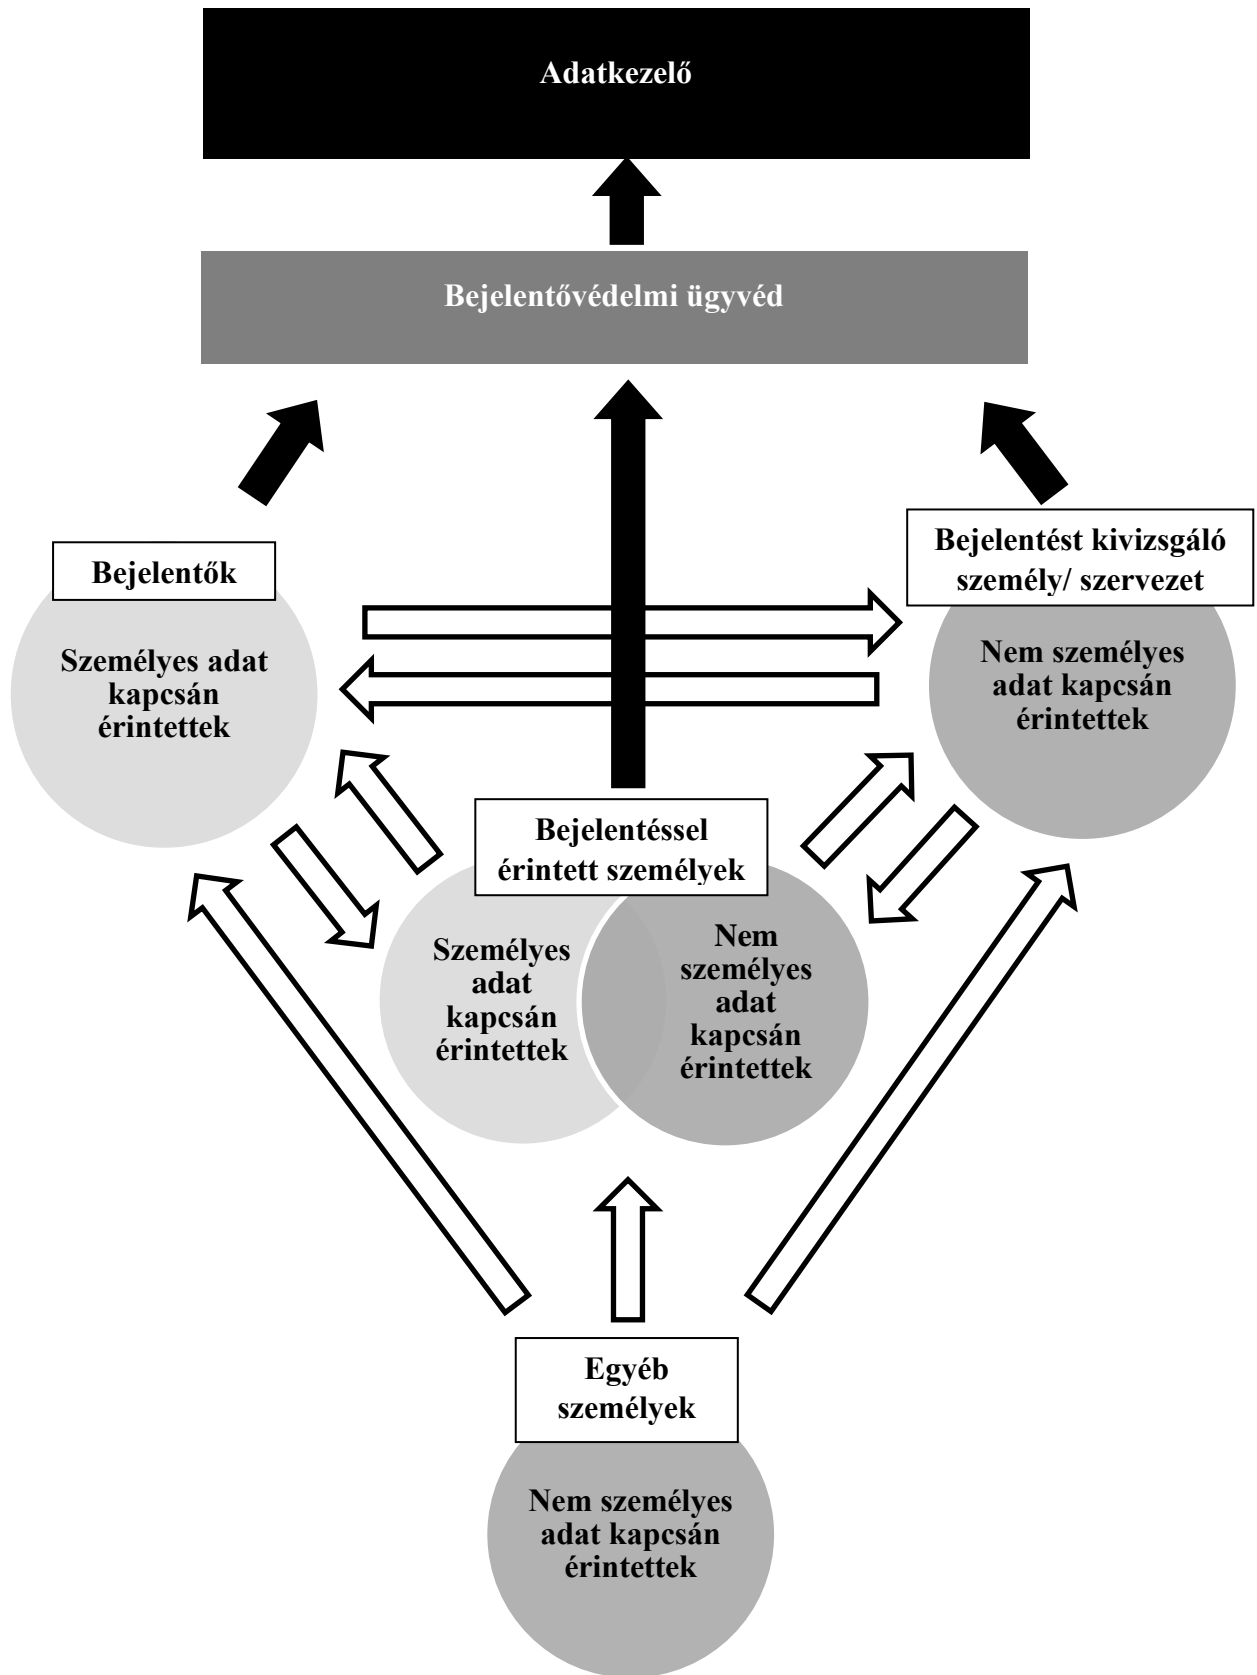 Adatkezelő
Bejelentővédelmi ügyvéd
Bejelentők
Személyes adat
kapcsán
érintettek
Bejelentést kivizsgáló
személy/ szervezet
Nem személyes
adat kapcsán
érintettek
Bejelentéssel
érintett személyek
Személyes
adat
kapcsán
érintettek
Nem
személyes
adat
kapcsán
érintettek
Egyéb
személyek
Nem személyes
adat kapcsán
érintettek